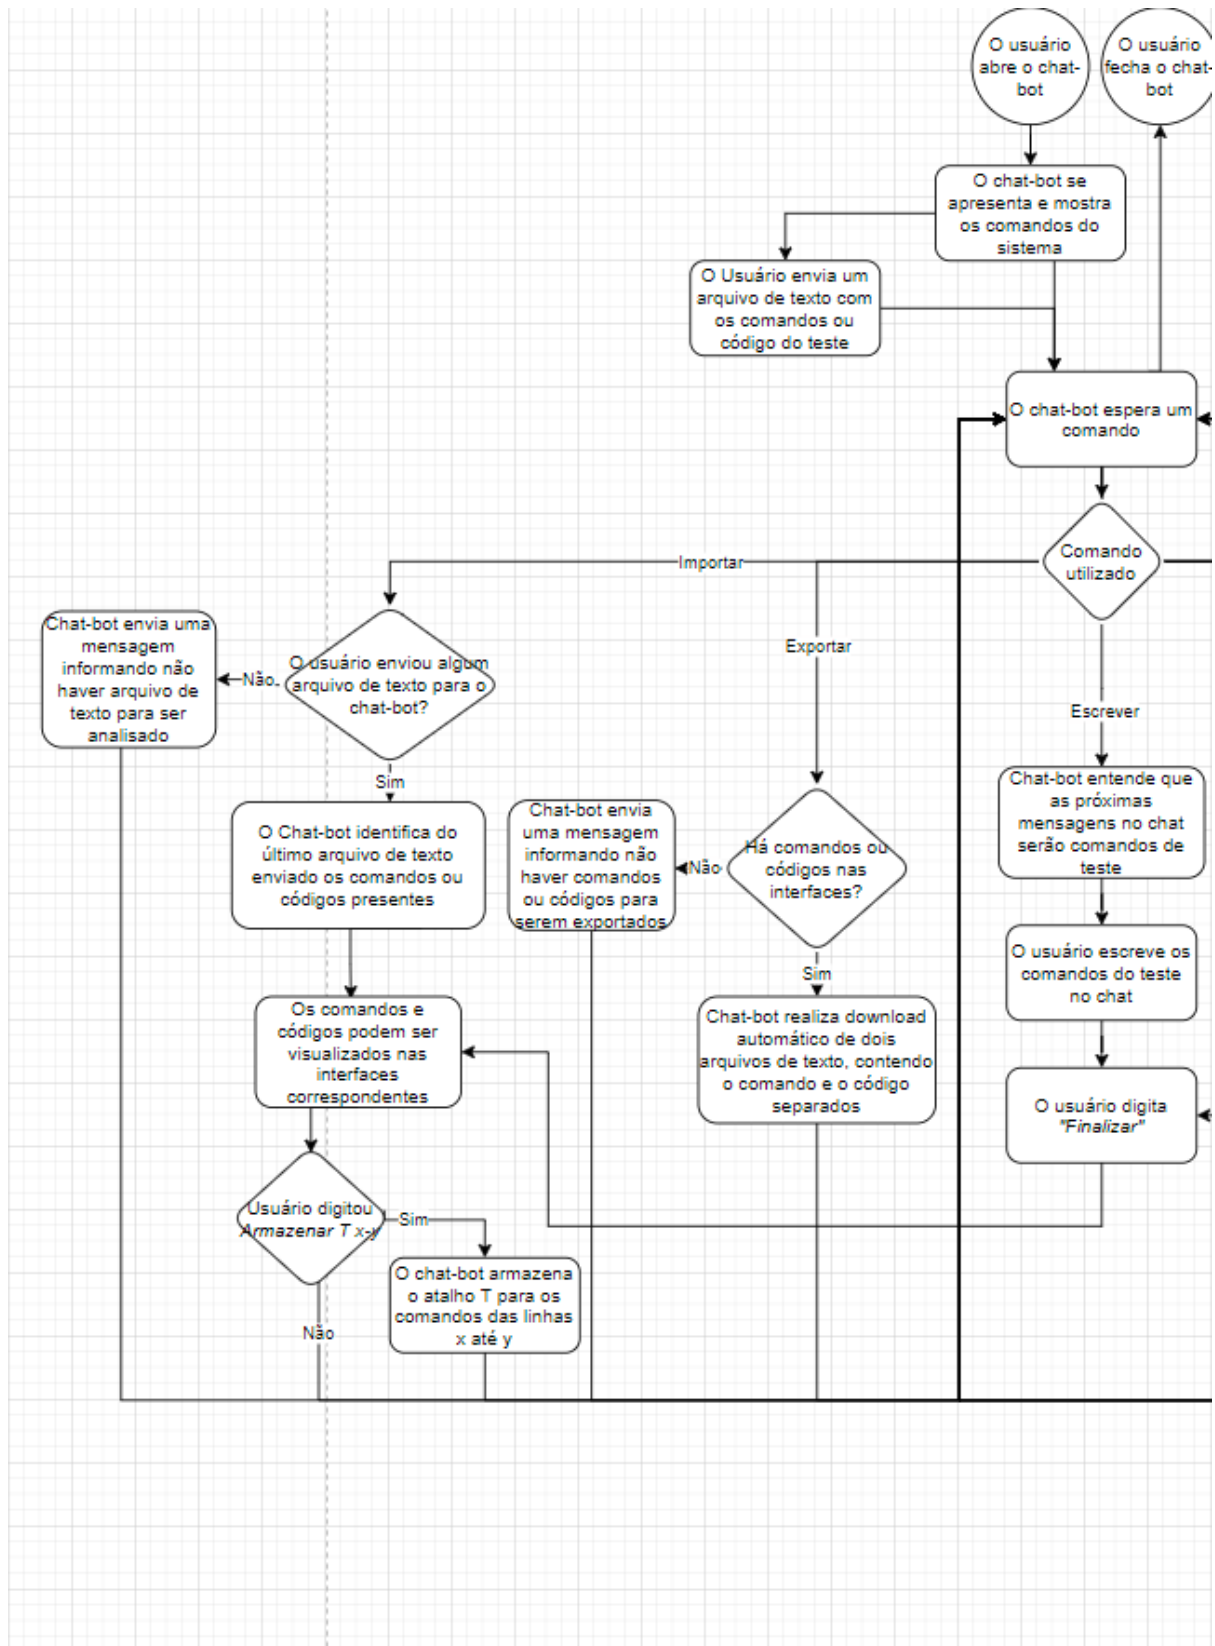 O usuário
abre o chat-
bot
O usuário
fecha o chat-
bot
O chat-bot se
apresenta e mostra
os comandos do
sistema
O Usuário envia um
arquivo de texto com
os comandos ou
código do teste
O chat-bot espera um
comando
Comando
utilizado
Importar
Exportar
Escrever
Chat-bot envia uma
mensagem
informando não
haver arquivo de
texto para ser
analisado
Não
O usuário enviou algum
arquivo de texto para o
chat-bot?
Sim
O Chat-bot identifica do
último arquivo de texto
enviado os comandos ou
códigos presentes
Chat-bot envia
uma mensagem
informando não
haver comandos
ou códigos para
serem exportados
Não
Há comandos ou
códigos nas
interfaces?
Sim
Chat-bot entende que
as próximas
mensagens no chat
serão comandos de
teste
O usuário escreve os
comandos do teste
no chat
Os comandos e
códigos podem ser
visualizados nas
interfaces
correspondentes
Chat-bot realiza download
automático de dois
arquivos de texto, contendo
o comando e o código
separados
O usuário digita
"Finalizar"
Usuário digitou
Armazenar T x-y
Sim
Não
O chat-bot armazena
o atalho T para os
comandos das linhas
x até y